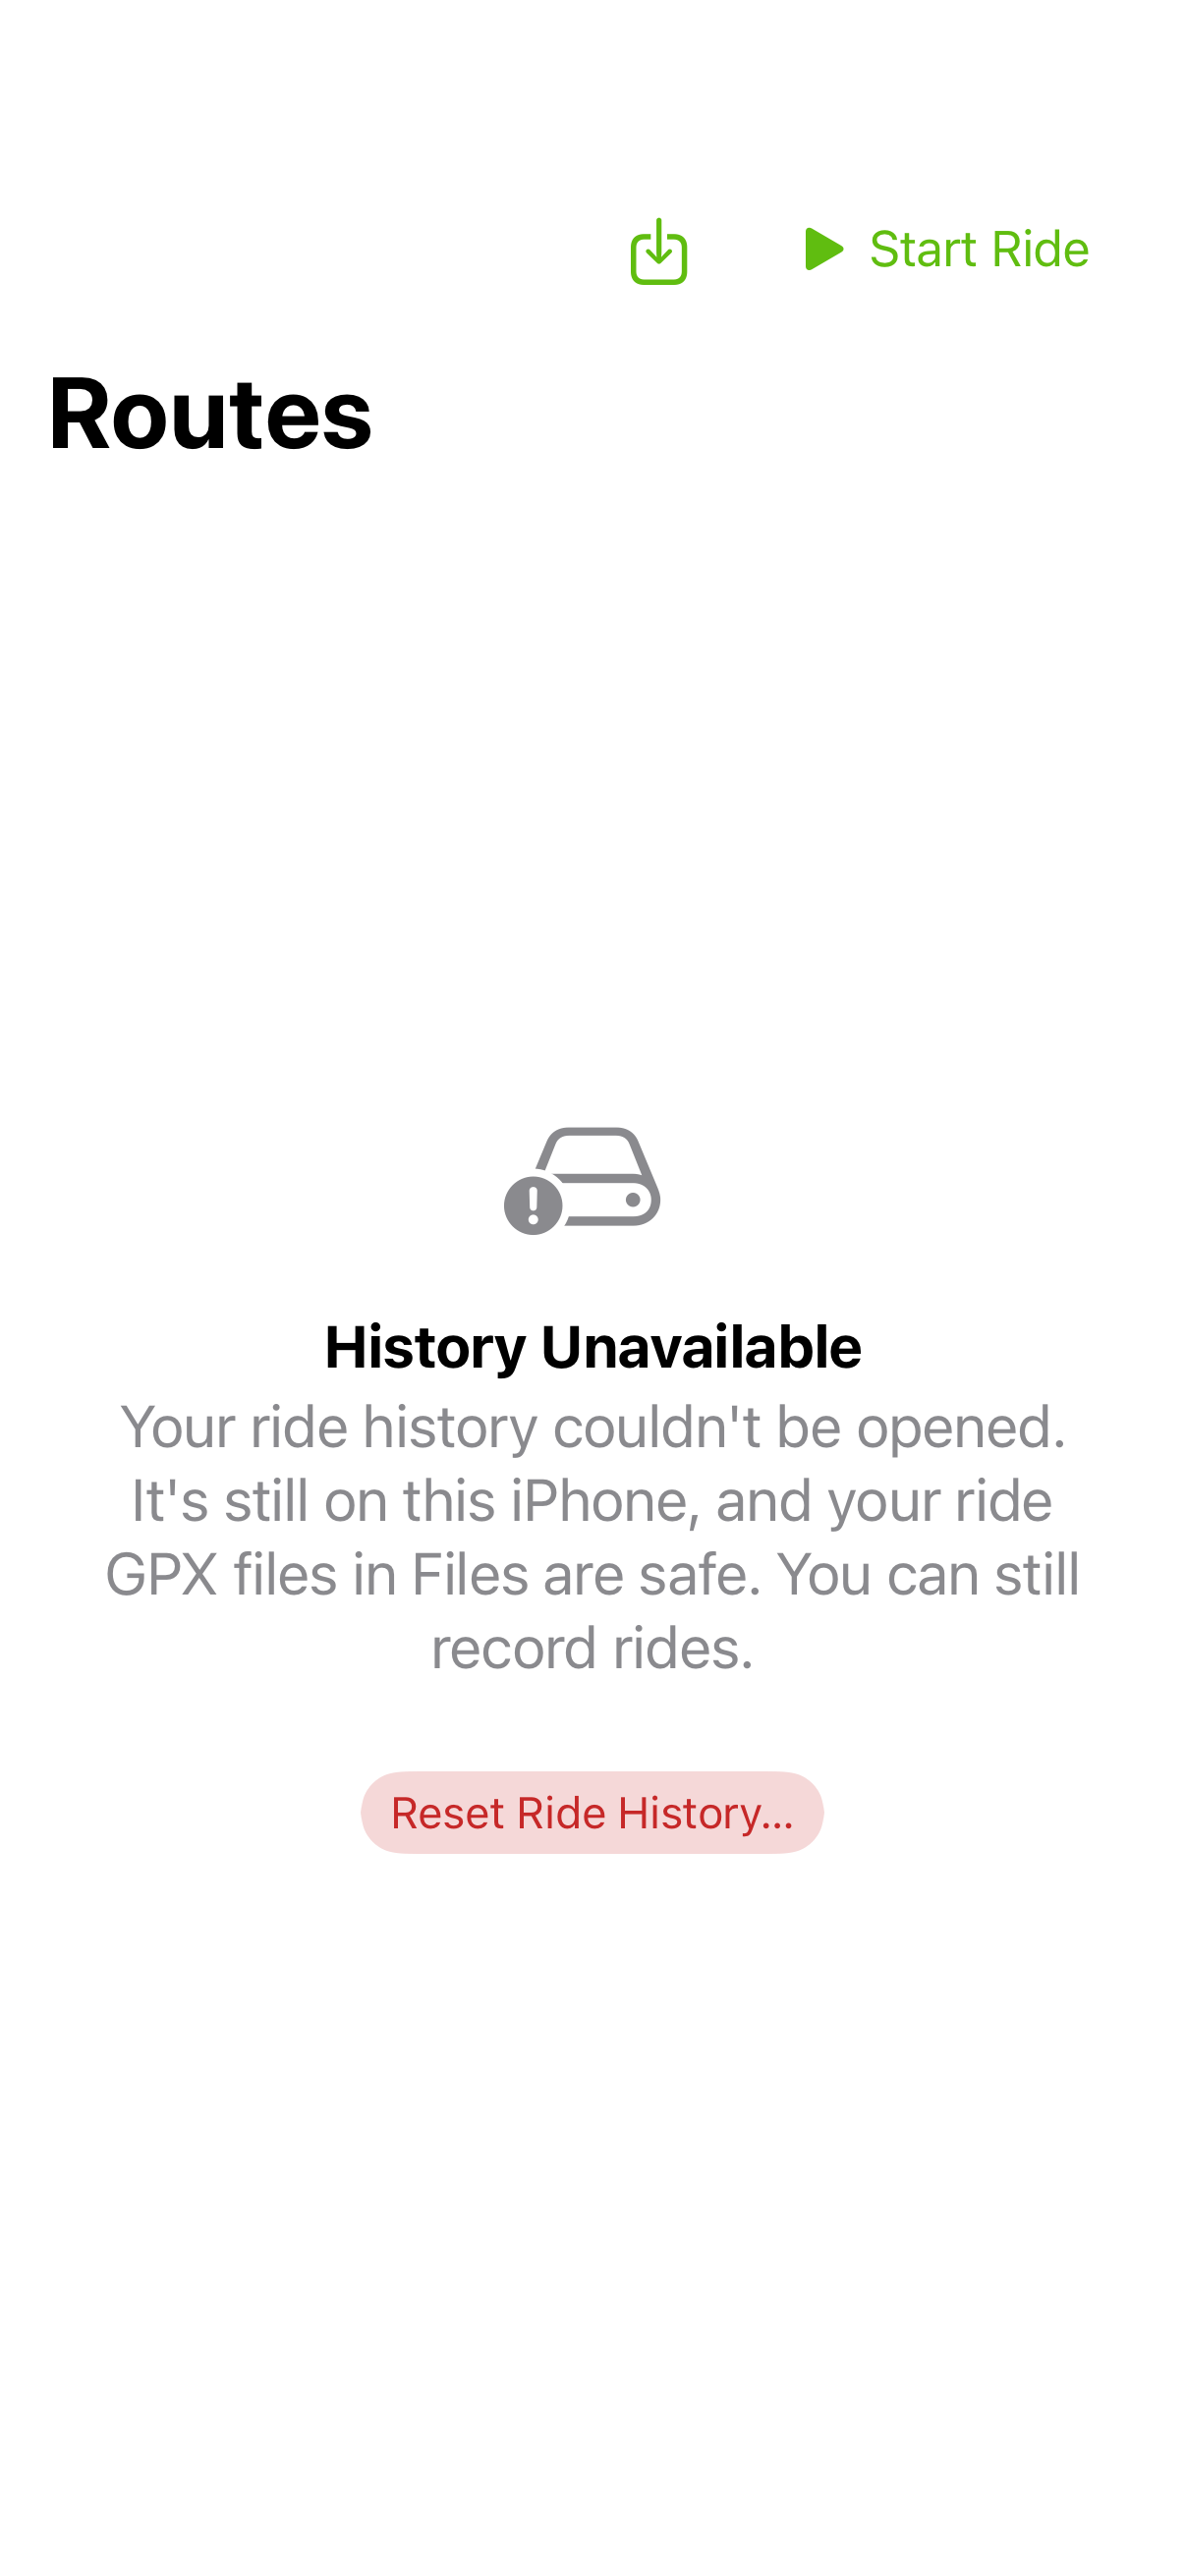 Start Ride
Routes
History Unavailable
Your ride history couldn't be opened.
It's still on this iPhone, and your ride
GPX files in Files are safe. You can still
record rides.
Reset Ride History...